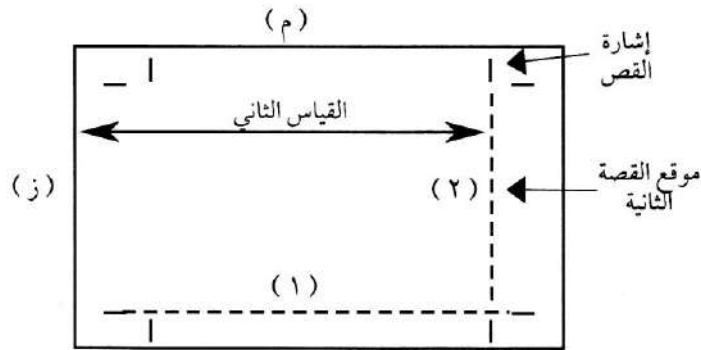 ( م )
إشارة
القص
القياس الثاني
( ز )
( ٢ )
موقع القصة
الثانية
( ١ )